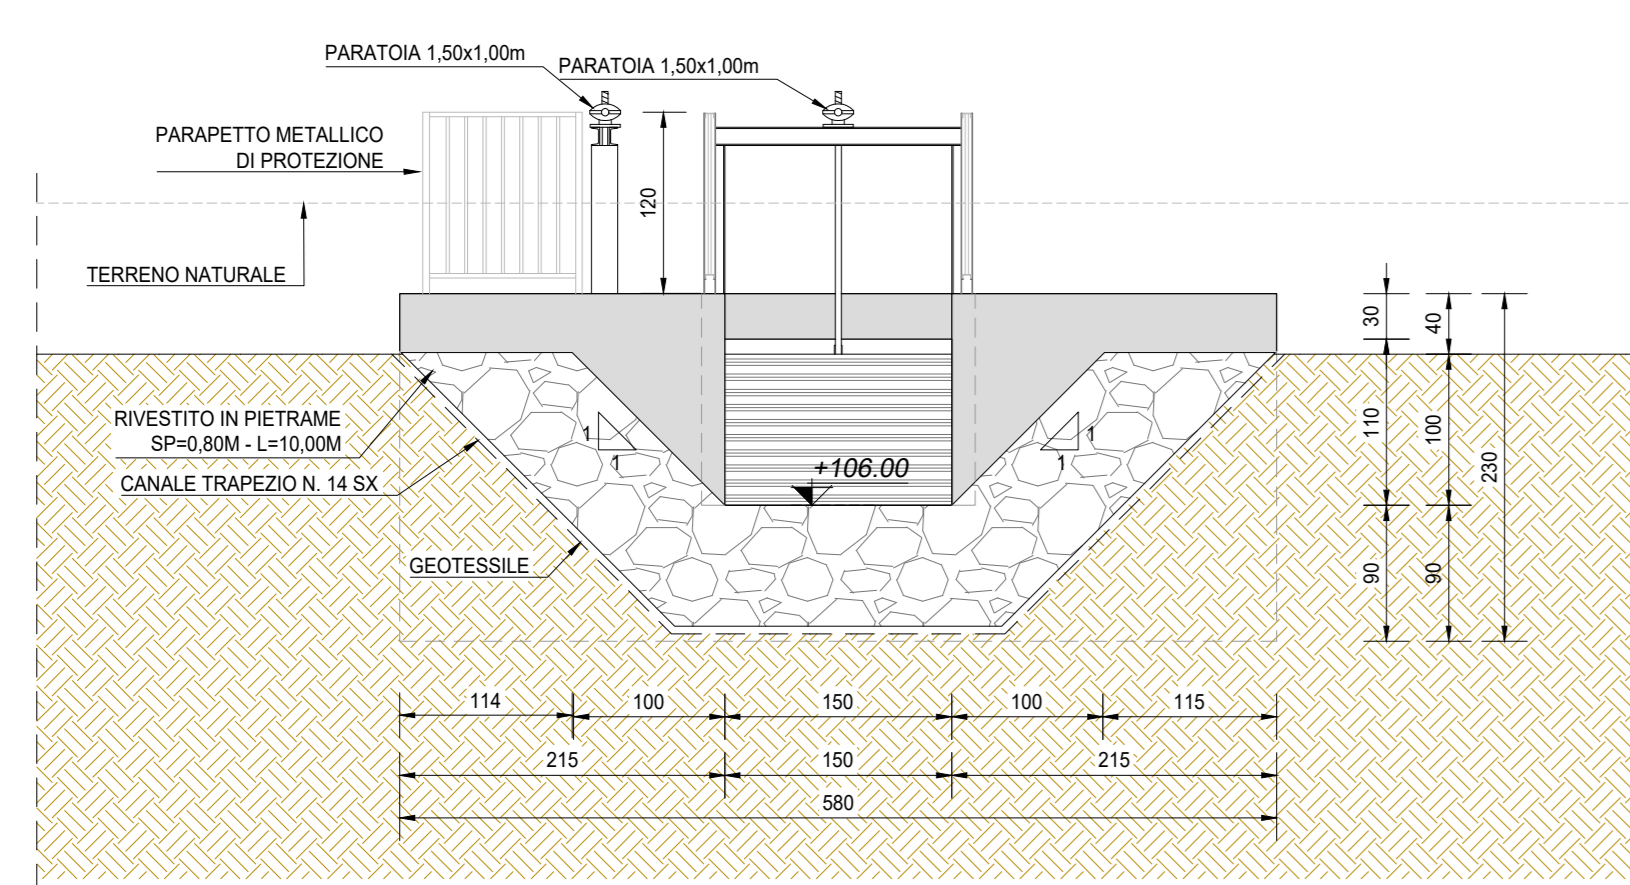 PARATOIA 1,50x1,00m
PARATOIA 1,50x1,00m
PARAPETTO METALLICO
DI PROTEZIONE
120
TERRENO NATURALE
30
40
RIVESTITO IN PIETRAME
SP=0,80M - L=10,00M
CANALE TRAPEZIO N. 14 SX
GEOTESSILE
1
1
1
1
+106.00
110
100
230
90
90
114
100
150
100
115
215
150
215
580